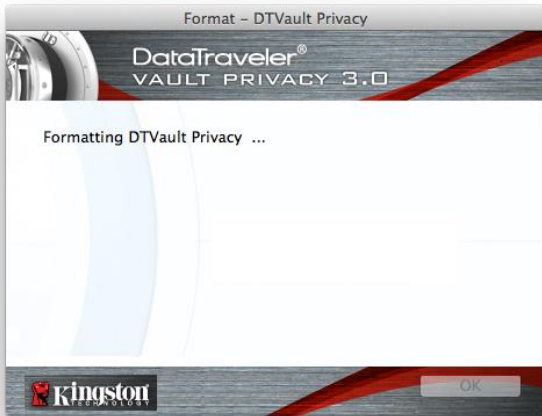 Format – DTVault Privacy
DataTraveler®
VAULT PRIVACY 3.0
Formatting DTVault Privacy ...
Kingston
TECHNOLOGY
OK